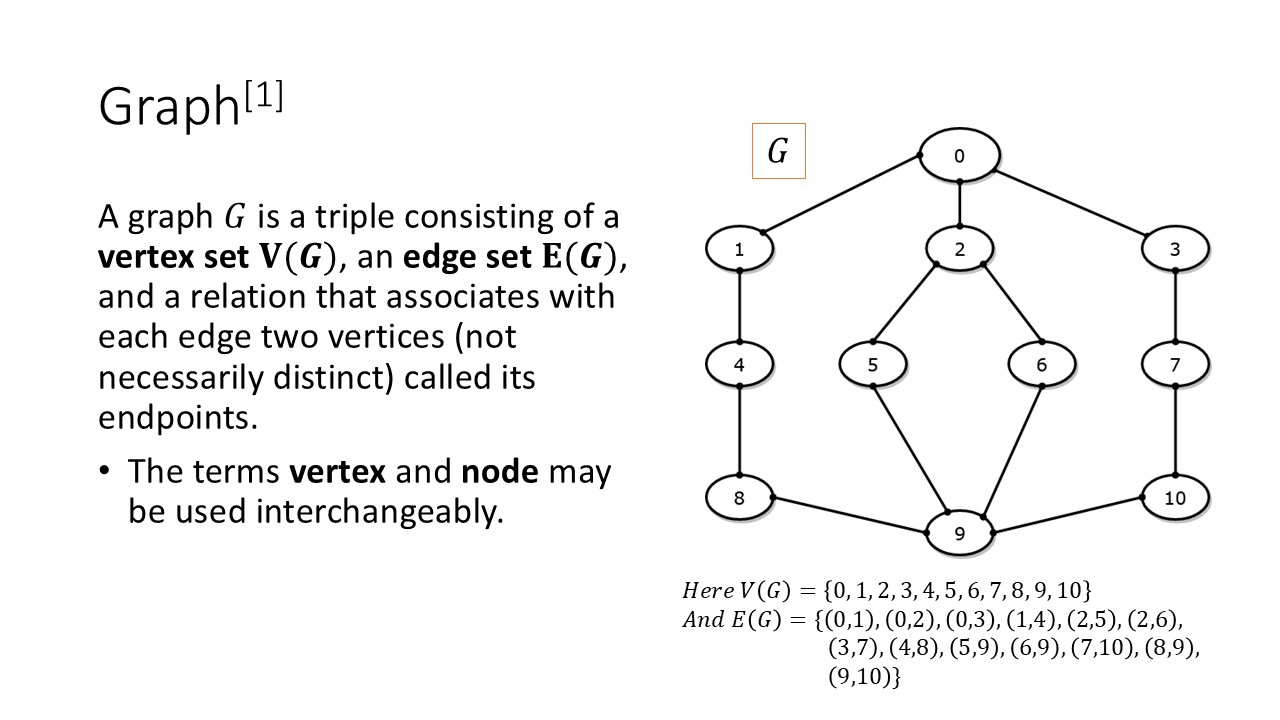 Graph[1]
A graph G is a triple consisting of a
vertex set V(G), an edge set E(G),
and a relation that associates with
each edge two vertices (not
necessarily distinct) called its
endpoints.
• The terms vertex and node may
be used interchangeably.
G
0
1
2
3
4
5
6
7
8
9
10
Here V(G) = {0, 1, 2, 3, 4, 5, 6, 7, 8, 9, 10}
And E(G) = {(0,1), (0,2), (0,3), (1,4), (2,5), (2,6),
(3,7), (4,8), (5,9), (6,9), (7,10), (8,9),
(9,10)}